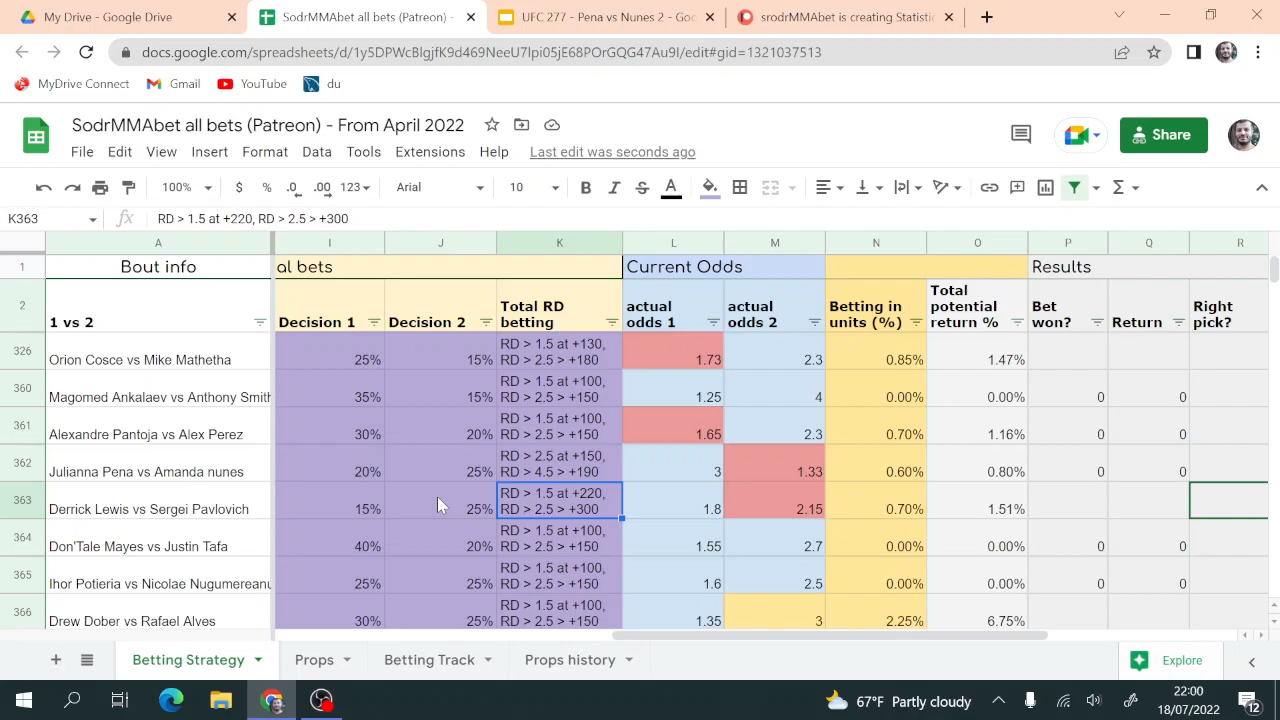 My Drive - Google Drive
SodrMMAbet all bets (Patreon) -
UFC 277 - Pena vs Nunes 2 - Goo
srodrMMAbet is creating Statistic
docs.google.com/spreadsheets/d/1y5DPWcBlgjfK9d469NeeU7lpi05jE68POrGQG47Au9I/edit#gid=1321037513
MyDrive Connect
Gmail
YouTube
du
SodrMMAbet all bets (Patreon) - From April 2022
Share
File Edit View Insert Format Data Tools Extensions Help Last edit was seconds ago
100% $ % .0 .00 123 Arial 10 B I S A
K363 fx RD > 1.5 at +220, RD > 2.5 > +300
A I J K L M N O P Q R
1 Bout info al bets Current Odds Results
2 1 vs 2 Decision 1 Decision 2 Total RD betting actual odds 1 actual odds 2 Betting in units (%) Total potential return % Bet won? Return Right pick?
326 Orion Cosce vs Mike Mathetha 25% 15% RD > 1.5 at +130, RD > 2.5 > +180 1.73 2.3 0.85% 1.47%
360 Magomed Ankalaev vs Anthony Smith 35% 15% RD > 1.5 at +100, RD > 2.5 > +150 1.25 4 0.00% 0.00% 0 0
361 Alexandre Pantoja vs Alex Perez 30% 20% RD > 1.5 at +100, RD > 2.5 > +150 1.65 2.3 0.70% 1.16% 0 0
362 Julianna Pena vs Amanda nunes 20% 25% RD > 2.5 at +150, RD > 4.5 > +190 3 1.33 0.60% 0.80% 0 0
363 Derrick Lewis vs Sergei Pavlovich 15% 25% RD > 1.5 at +220, RD > 2.5 > +300 1.8 2.15 0.70% 1.51%
364 Don'Tale Mayes vs Justin Tafa 40% 20% RD > 1.5 at +100, RD > 2.5 > +150 1.55 2.7 0.00% 0.00% 0 0
365 Ihor Potieria vs Nicolae Nugumereanu 25% 25% RD > 1.5 at +100, RD > 2.5 > +150 1.6 2.5 0.00% 0.00% 0 0
366 Drew Dober vs Rafael Alves 30% 25% RD > 1.5 at +100, RD > 2.5 > +150 1.35 3 2.25% 6.75%
Betting Strategy Props Betting Track Props history Explore
67°F Partly cloudy
22:00
18/07/2022
12